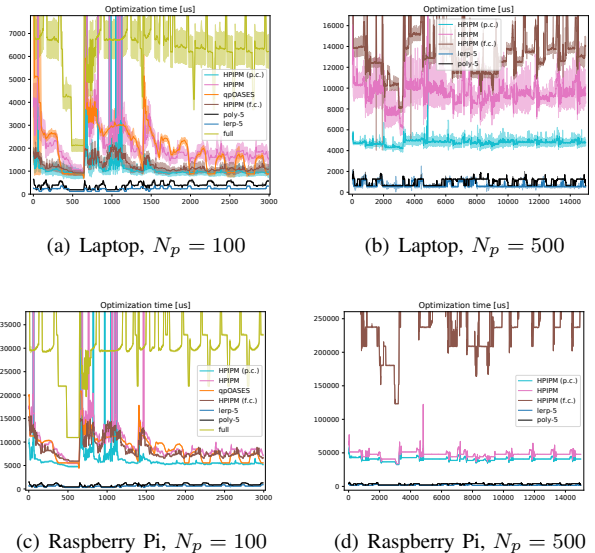 Optimization time [us]
7000
6000
5000
4000
3000
2000
1000
0
0 500 1000 1500 2000 2500 3000
HPIPM (p.c.)
HPIPM
qpOASES
HPIPM (f.c.)
poly-5
lerp-5
full
(a) Laptop, Nₚ = 100
Optimization time [us]
16000
14000
12000
10000
8000
6000
4000
2000
0
0 2000 4000 6000 8000 10000 12000 14000
HPIPM (p.c.)
HPIPM
HPIPM (f.c.)
lerp-5
poly-5
(b) Laptop, Nₚ = 500
Optimization time [us]
35000
30000
25000
20000
15000
10000
5000
0
0 500 1000 1500 2000 2500 3000
HPIPM (p.c.)
HPIPM
qpOASES
HPIPM (f.c.)
lerp-5
poly-5
full
(c) Raspberry Pi, Nₚ = 100
Optimization time [us]
250000
200000
150000
100000
50000
0
0 2000 4000 6000 8000 10000 12000 14000
HPIPM (p.c.)
HPIPM
HPIPM (f.c.)
lerp-5
poly-5
(d) Raspberry Pi, Nₚ = 500